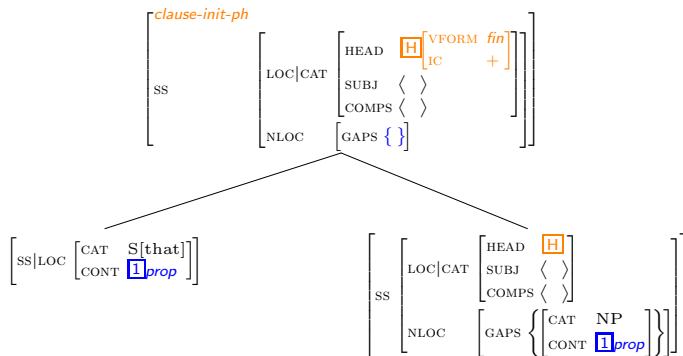 clause-init-ph
HEAD H VFORM fin
IC +
LOC|CAT
SS
SUBJ ⟨ ⟩
COMPS ⟨ ⟩
NLOC GAPS { }
CAT S[that]
SS|LOC
CONT 1 prop
HEAD H
LOC|CAT SUBJ ⟨ ⟩
COMPS ⟨ ⟩
SS
CAT NP
NLOC GAPS { }
CONT 1 prop